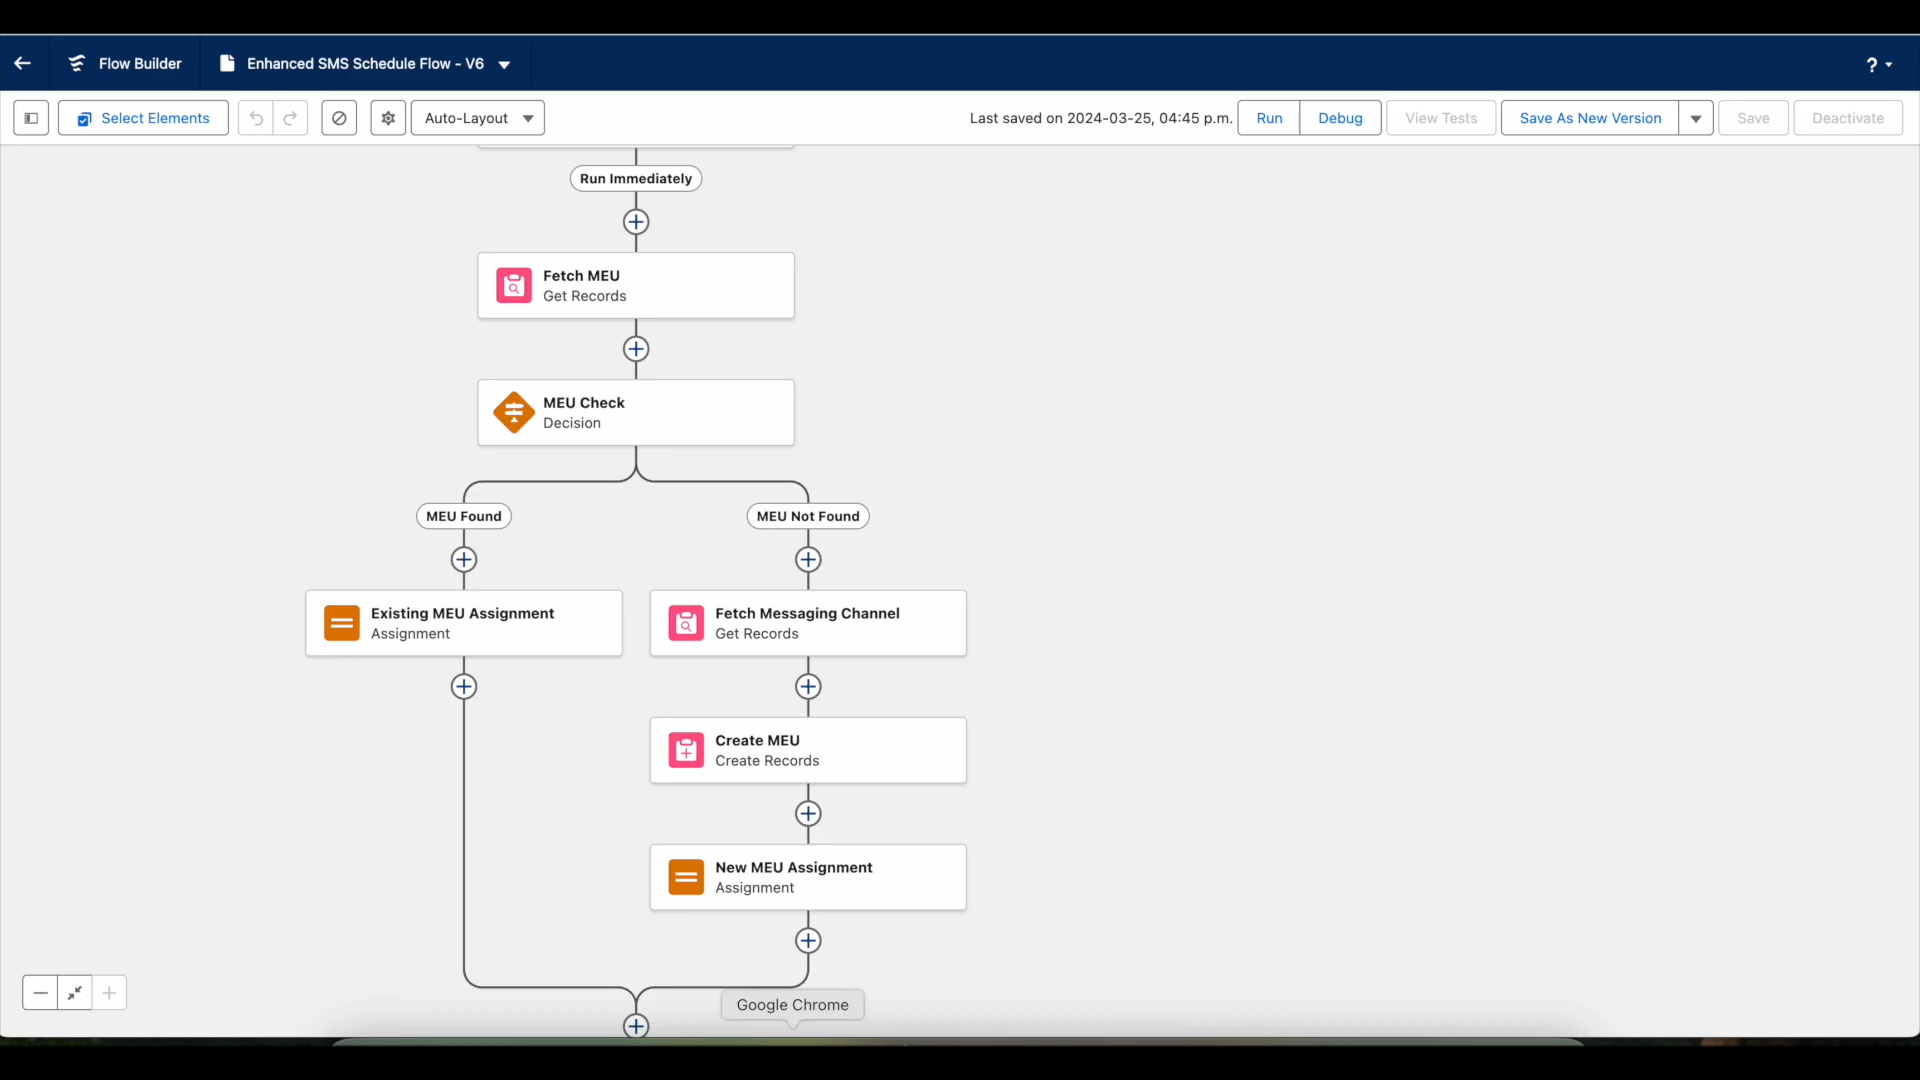 Flow Builder
Enhanced SMS Schedule Flow - V6
?
Select Elements
Auto-Layout
Last saved on 2024-03-25, 04:45 p.m.
Run
Debug
View Tests
Save As New Version
Save
Deactivate
Run Immediately
Fetch MEU
Get Records
MEU Check
Decision
MEU Found
MEU Not Found
Existing MEU Assignment
Assignment
Fetch Messaging Channel
Get Records
Create MEU
Create Records
New MEU Assignment
Assignment
Google Chrome